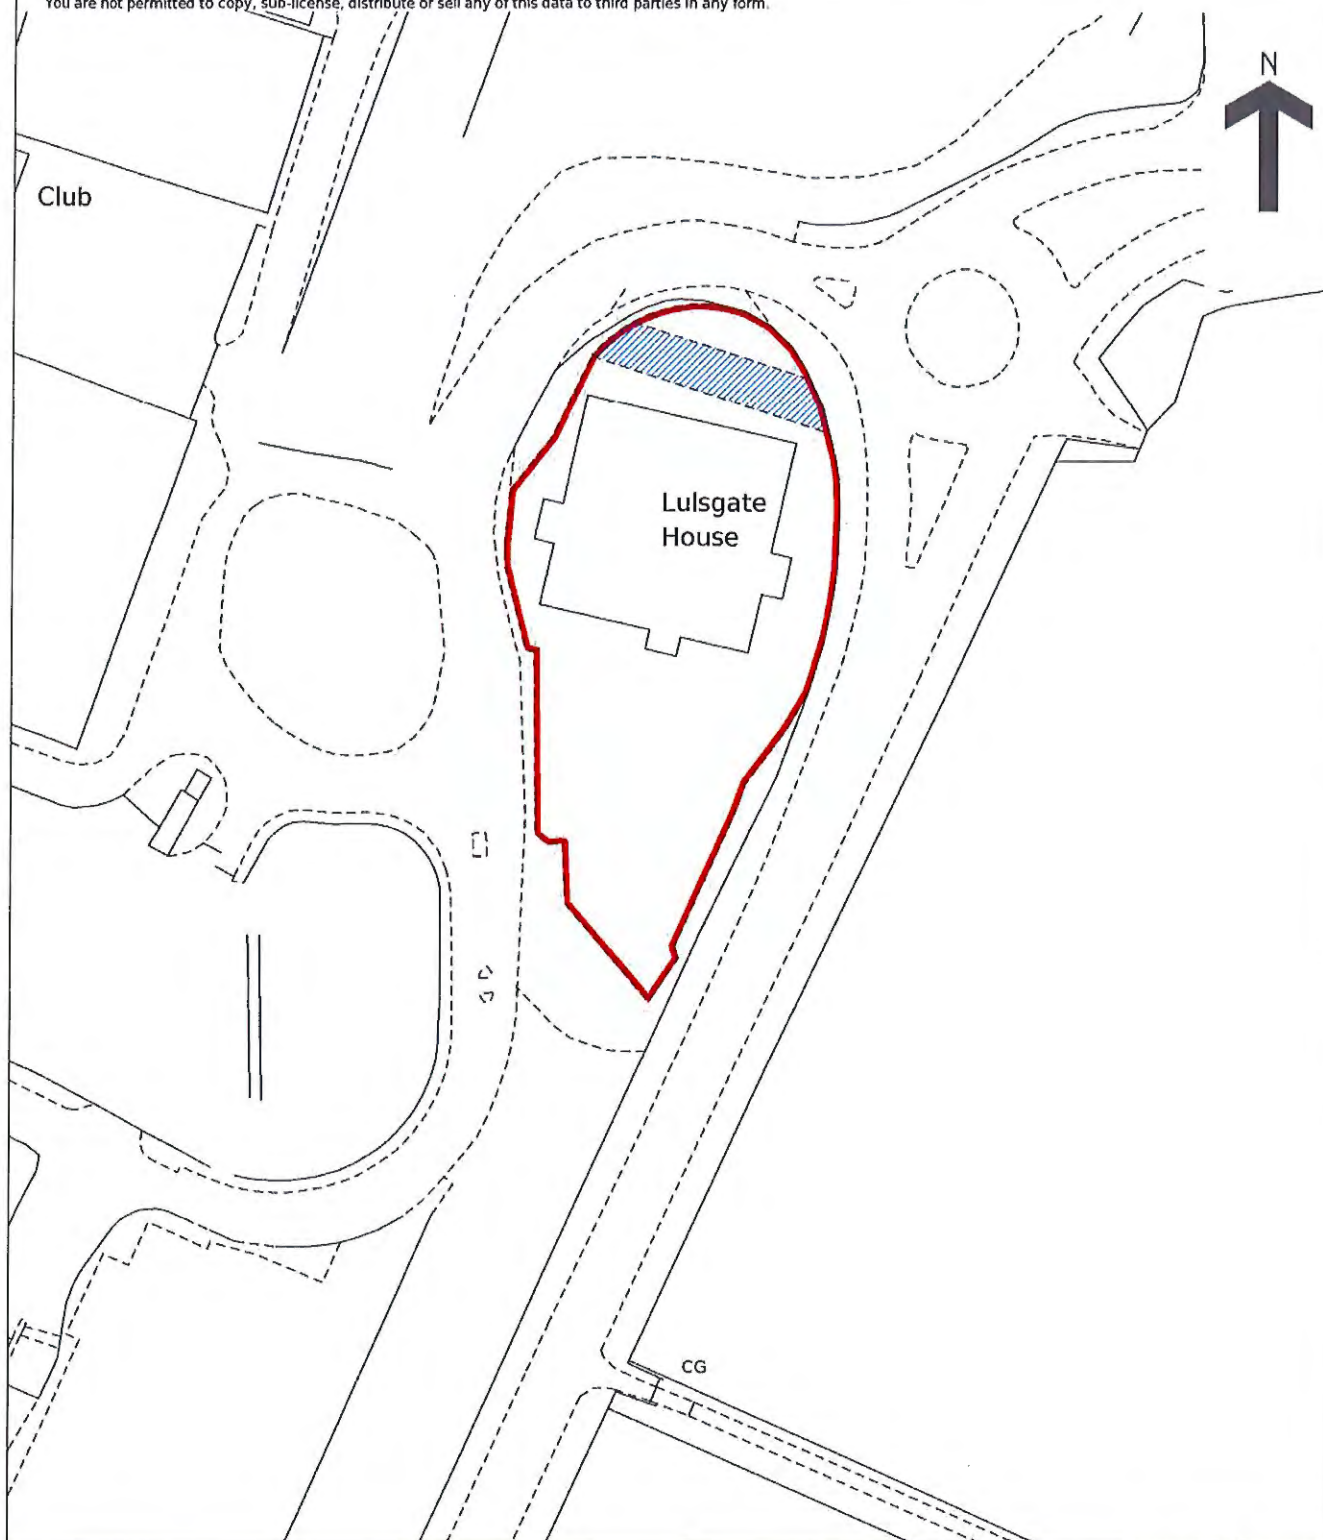 You are not permitted to copy, sub-license, distribute or sell any of this data to third parties in any form.
N
Club
Lulsgate
House
CG